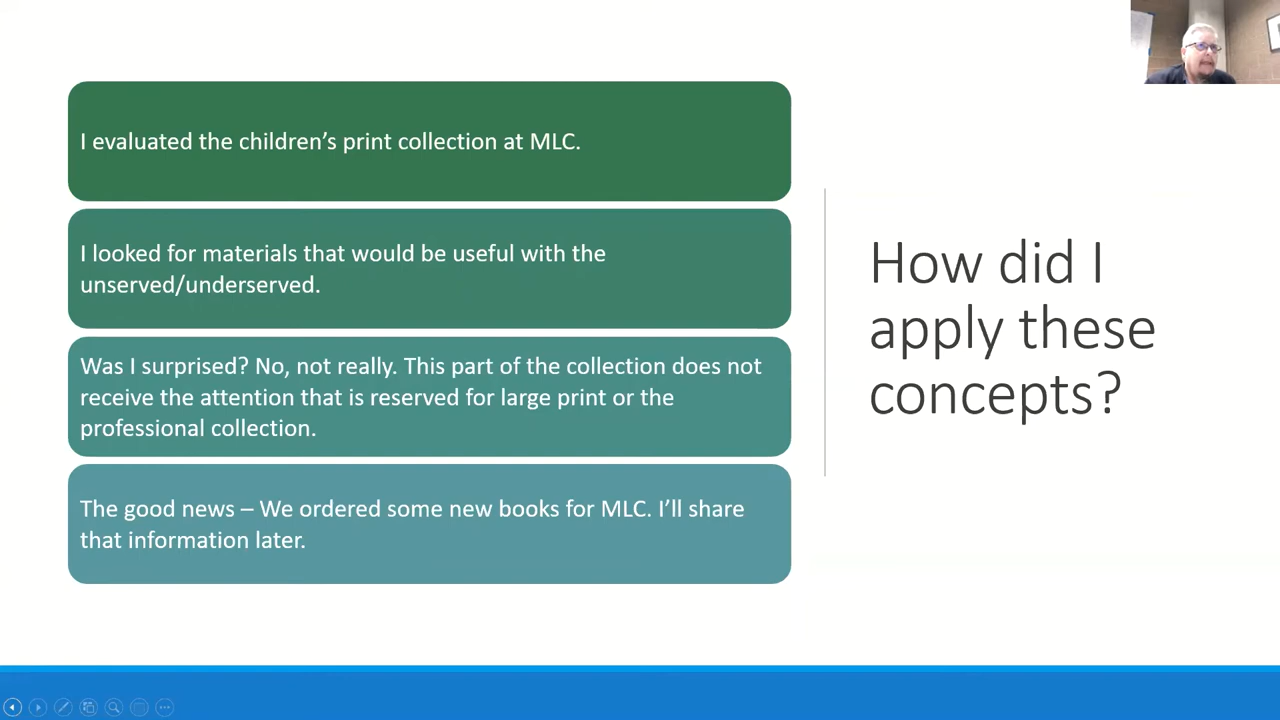 I evaluated the children’s print collection at MLC.
I looked for materials that would be useful with the
unserved/underserved.
Was I surprised? No, not really. This part of the collection does not
receive the attention that is reserved for large print or the
professional collection.
The good news – We ordered some new books for MLC. I’ll share
that information later.
How did I
apply these
concepts?